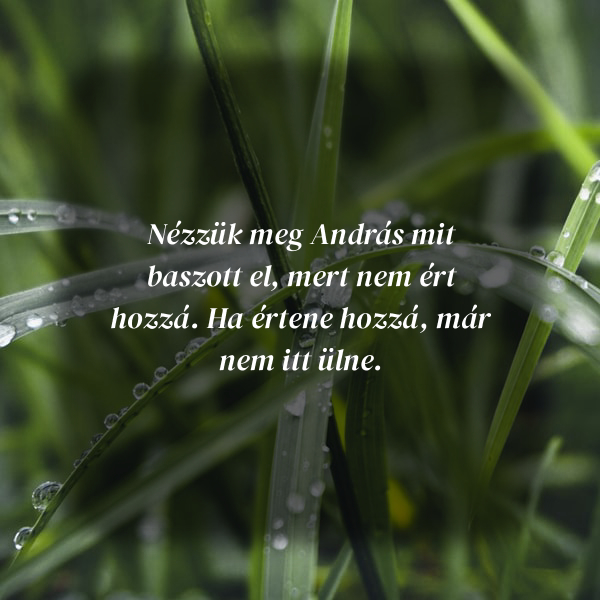 Nézzük meg András mit
baszott el, mert nem ért
hozzá. Ha értene hozzá, már
nem itt ülne.